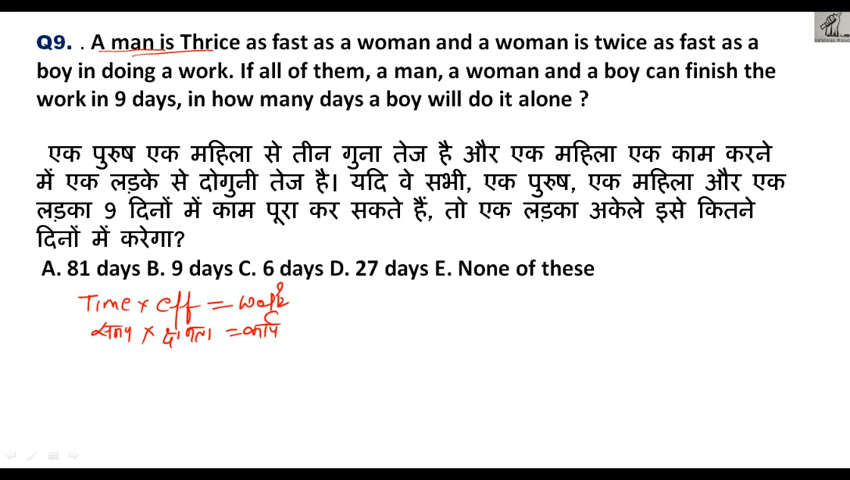 Q9. . A man is Thrice as fast as a woman and a woman is twice as fast as a
boy in doing a work. If all of them, a man, a woman and a boy can finish the
work in 9 days, in how many days a boy will do it alone ?
एक पुरुष एक महिला से तीन गुना तेज है और एक महिला एक काम करने
में एक लड़के से दोगुनी तेज है। यदि वे सभी, एक पुरुष, एक महिला और एक
लड़का 9 दिनों में काम पूरा कर सकते हैं, तो एक लड़का अकेले इसे कितने
दिनों में करेगा?
A. 81 days B. 9 days C. 6 days D. 27 days E. None of these
Time × eff = work
समय × = कार्य